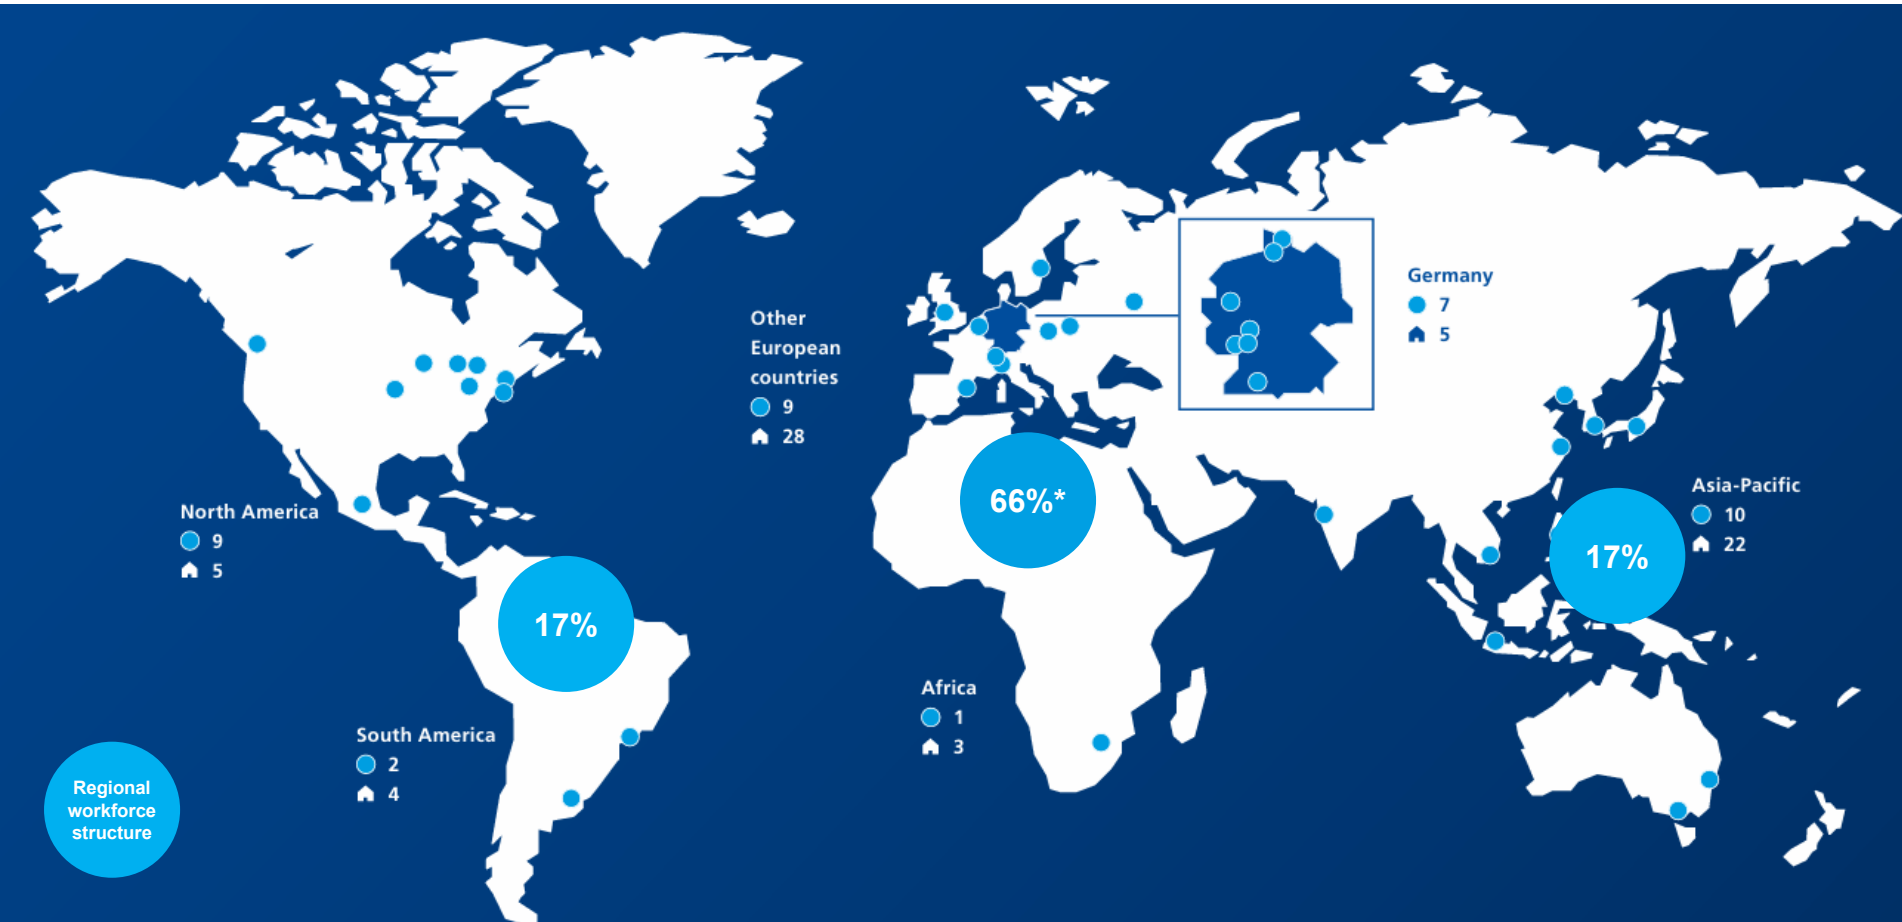 Other
European
countries
9
28
Germany
7
5
66%*
North America
9
5
Asia-Pacific
10
22
17%
17%
South America
2
4
Africa
1
3
Regional
workforce
structure